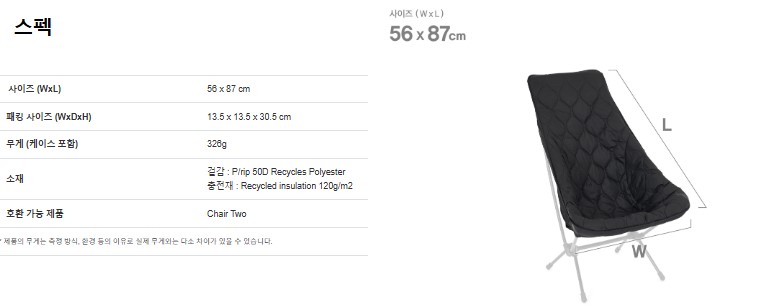 스펙
사이즈 (WxL)
56 x 87 cm
패킹 사이즈 (WxDxH)
13.5 x 13.5 x 30.5 cm
무게 (케이스 포함)
326g
소재
겉감 : P/rip 50D Recycles Polyester
충전재 : Recycled insulation 120g/m2
호환 가능 제품
Chair Two
* 제품의 무게는 측정 방식, 환경 등의 이유로 실제 무게와는 다소 차이가 있을 수 있습니다.
사이즈 (W x L)
56 x 87cm
L
W